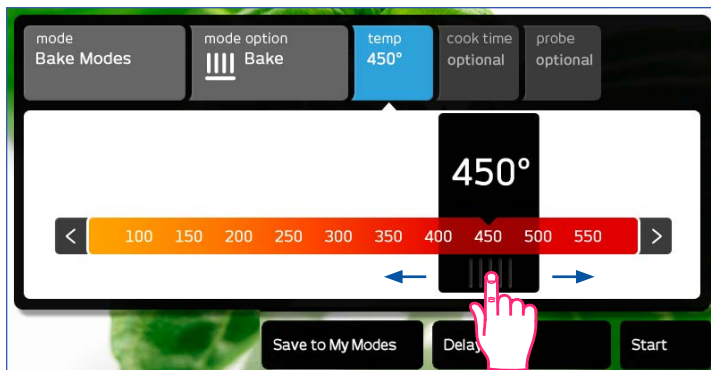 mode
Bake Modes
mode option
Bake
temp
450°
cook time
optional
probe
optional
450°
< 100 150 200 250 300 350 400 450 500 550 >
Save to My Modes
Start